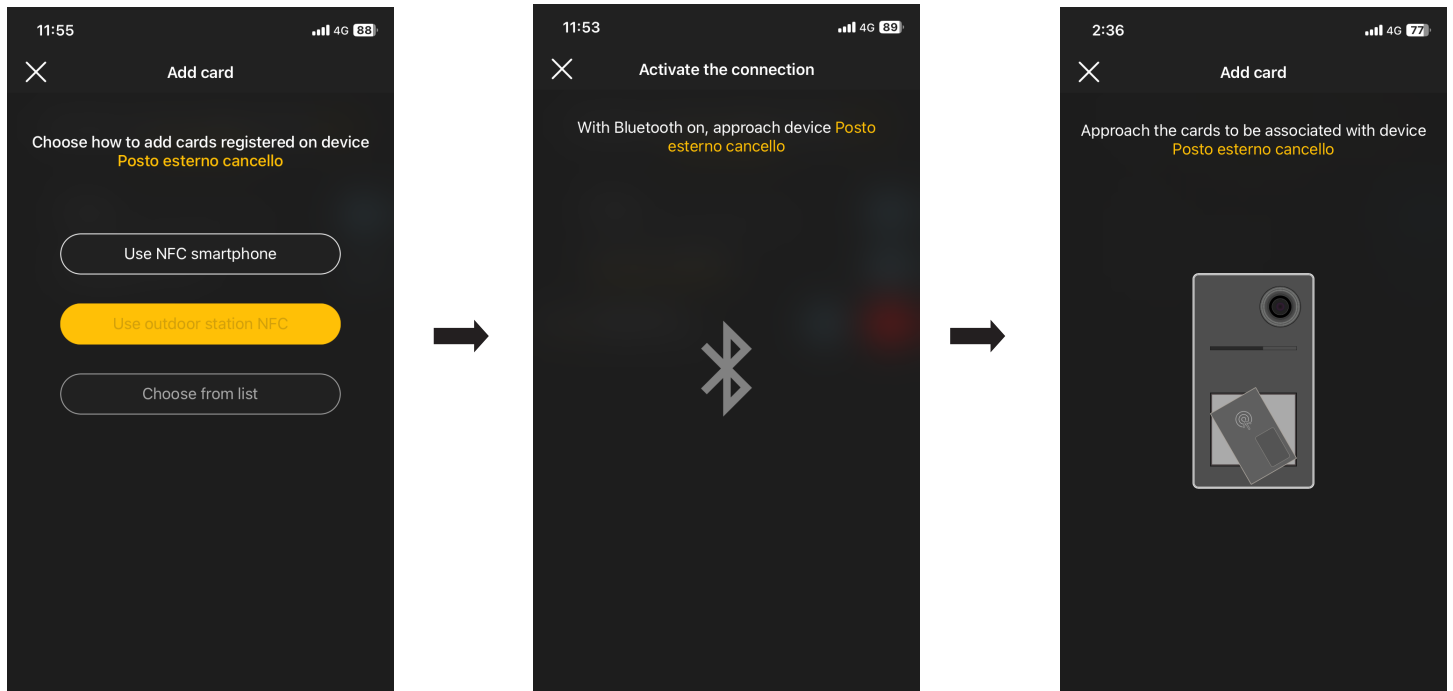 11:55
4G 88
Add card
Choose how to add cards registered on device
Posto esterno cancello
Use NFC smartphone
Use outdoor station NFC
Choose from list
11:53
4G 89
Activate the connection
With Bluetooth on, approach device Posto
esterno cancello
2:36
4G 77
Add card
Approach the cards to be associated with device
Posto esterno cancello